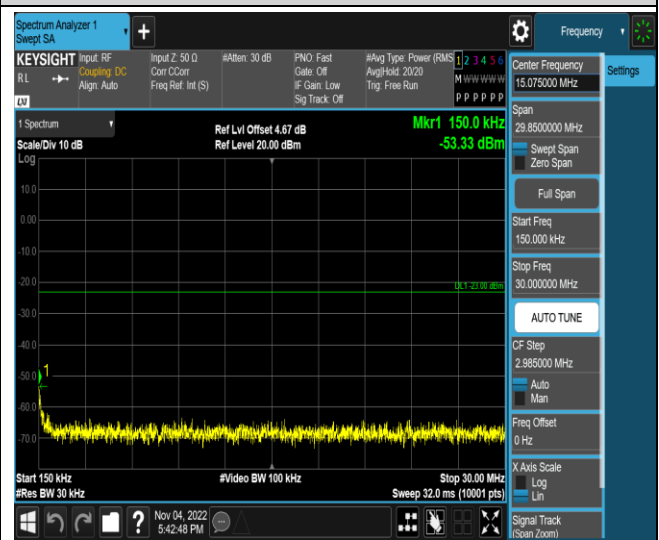 Spectrum Analyzer 1
Swept SA
+
Frequency
KEYSIGHT
RL
Input: RF
Coupling: DC
Align: Auto
Input Z: 50 Ω
Corr CCorr
Freq Ref: Int (S)
#Atten: 30 dB
PNO: Fast
Gate: Off
IF Gain: Low
Sig Track: Off
#Avg Type: Power (RMS
Avg|Hold: 20/20
Trig: Free Run
1 2 3 4 5 6
M W W W W W
P P P P P P
1 Spectrum
Scale/Div 10 dB
Log
Ref Lvl Offset 4.67 dB
Ref Level 20.00 dBm
Mkr1 150.0 kHz
-53.33 dBm
10.0
0.00
-10.0
-20.0
-30.0
-40.0
-50.0
-60.0
-70.0
DL1 -23.00 dBm
1
Start 150 kHz
#Res BW 30 kHz
#Video BW 100 kHz
Stop 30.00 MHz
Sweep 32.0 ms (10001 pts)
Nov 04, 2022
5:42:48 PM
?
Center Frequency
15.075000 MHz
Span
29.8500000 MHz
Swept Span
Zero Span
Full Span
Start Freq
150.000 kHz
Stop Freq
30.000000 MHz
AUTO TUNE
CF Step
2.985000 MHz
Auto
Man
Freq Offset
0 Hz
X Axis Scale
Log
Lin
Signal Track
(Span Zoom)
Settings